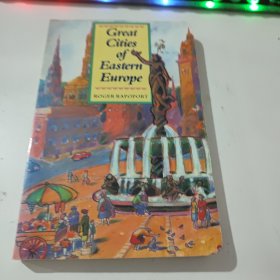 Great
Cities
of
Eastern
Europe
ROGER RAPOPORT